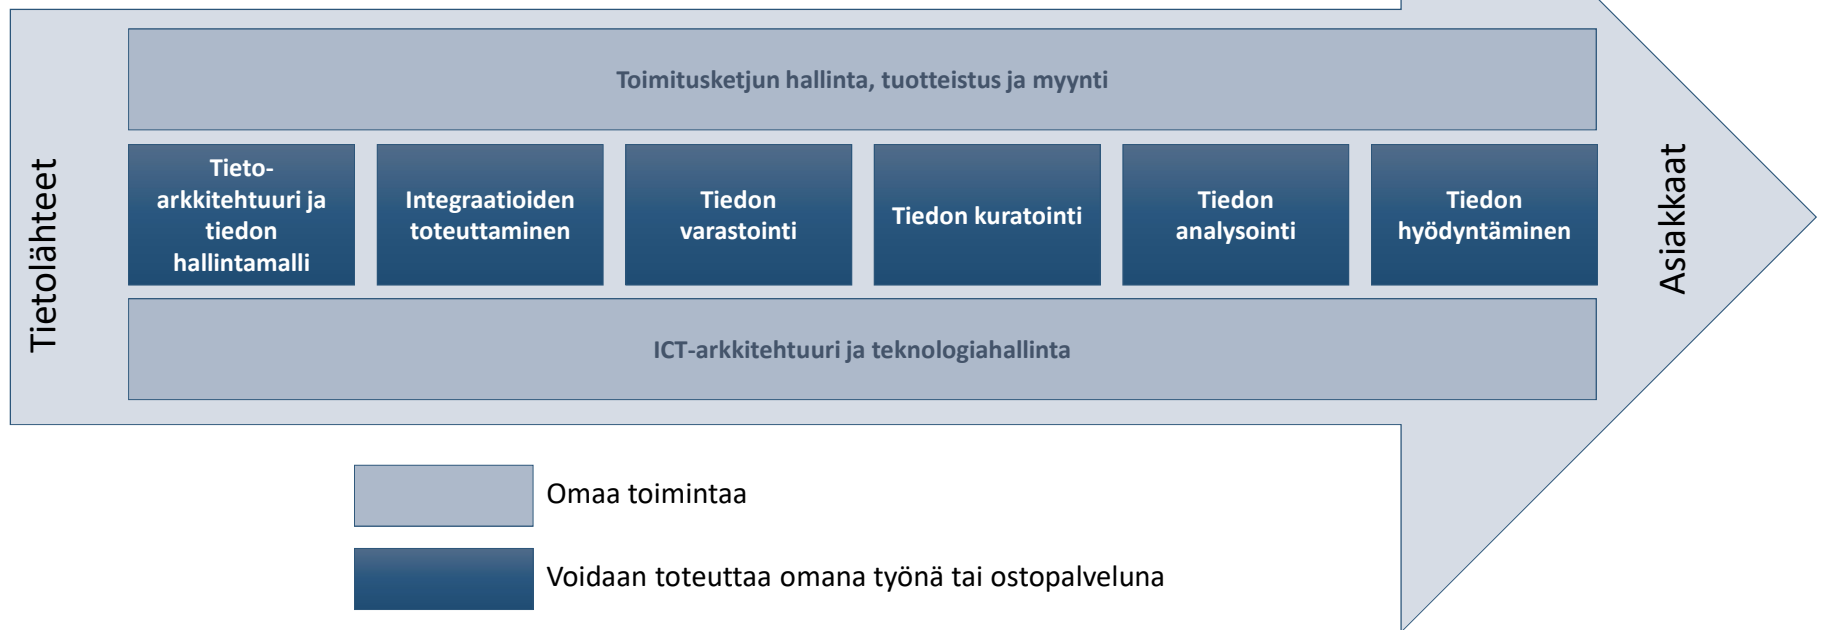 Toimitusketjun hallinta, tuotteistus ja myynti
Tietolähteet
Tieto-
arkkitehtuuri ja
tiedon
hallintamalli
Integraatioiden
toteuttaminen
Tiedon
varastointi
Tiedon kuratointi
Tiedon
analysointi
Tiedon
hyödyntäminen
Asiakkaat
ICT-arkkitehtuuri ja teknologiahallinta
Omaa toimintaa
Voidaan toteuttaa omana työnä tai ostopalveluna